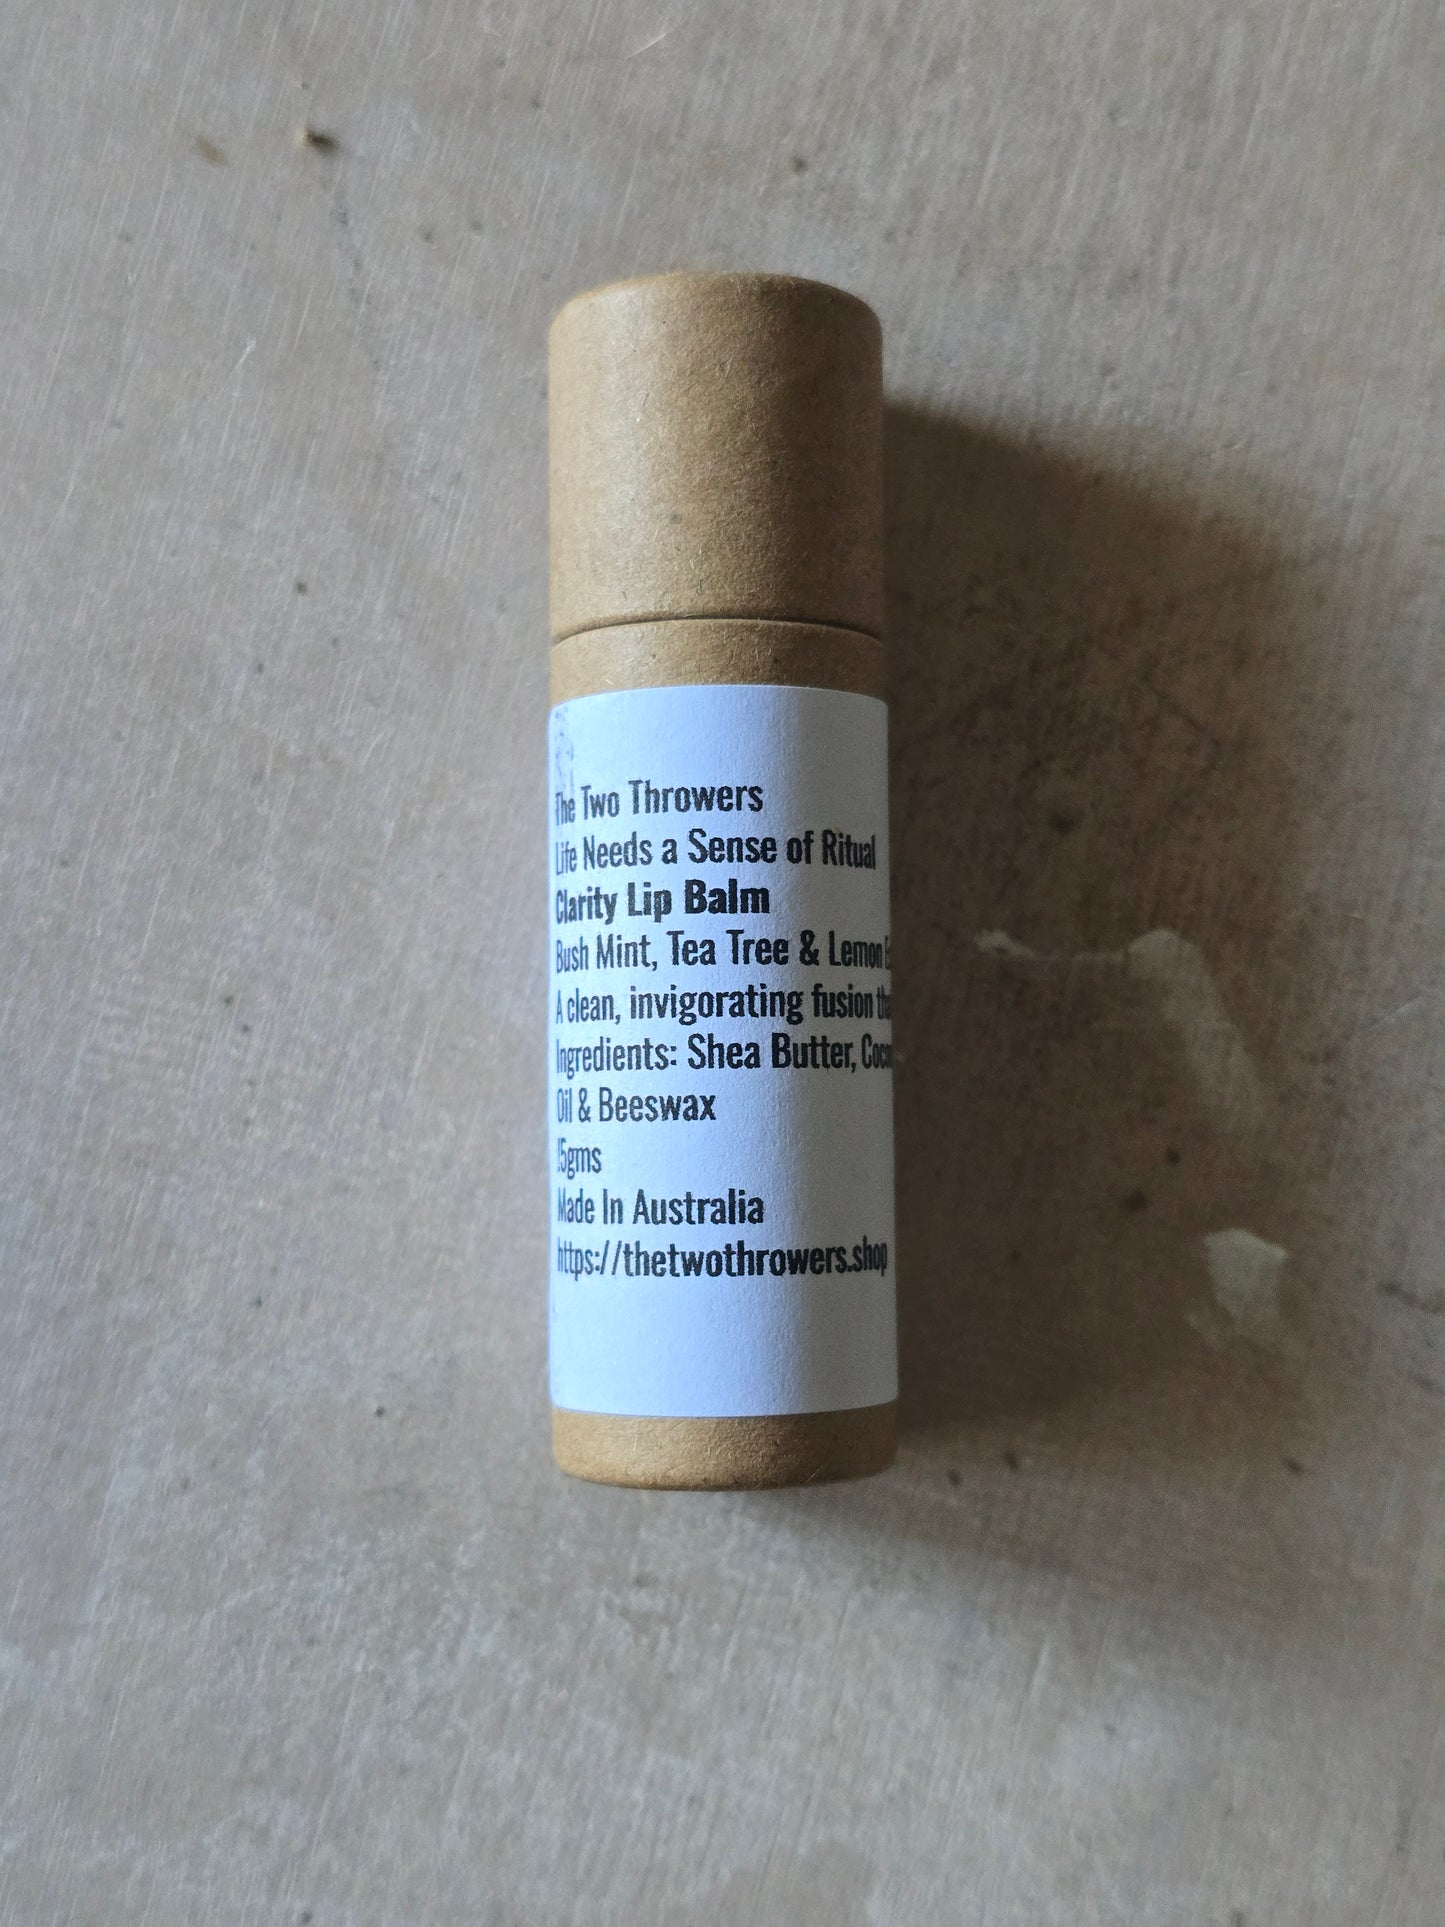 The Two Throwers
Life Needs a Sense of Ritual
Clarity Lip Balm
Bush Mint, Tea Tree & Lemon
A clean, invigorating fusion
Ingredients: Shea Butter,
Oil & Beeswax
15gms
Made In Australia
https://thetwothrowers.shop